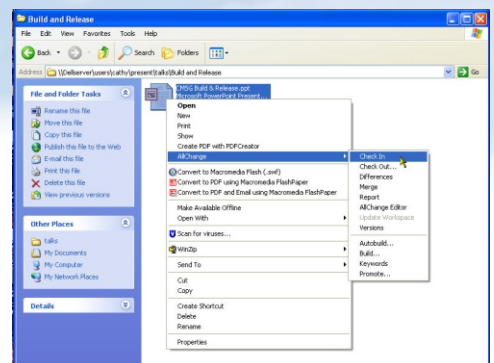 Build and Release
File Edit View Favorites Tools Help
Back Search Folders
Address \\Dellserver\users\cathy\present\talks\Build and Release Go
File and Folder Tasks
Rename this file
Move this file
Copy this file
Publish this file to the Web
E-mail this file
Print this file
Delete this file
View previous versions
Other Places
talks
My Documents
My Computer
My Network Places
Details
CMSG Build & Release.ppt
Microsoft PowerPoint Present...
Open
New
Print
Show
Create PDF with PDFCreator
AllChange
Convert to Macromedia Flash (.swf)
Convert to PDF using Macromedia FlashPaper
Convert to PDF and Email using Macromedia FlashPaper
Make Available Offline
Open With
Scan for viruses...
WinZip
Send To
Cut
Copy
Create Shortcut
Delete
Rename
Properties
Check In
Check Out...
Differences
Merge
Report
AllChange Editor
Update Workspace
Versions
Autobuild...
Build...
Keywords
Promote...